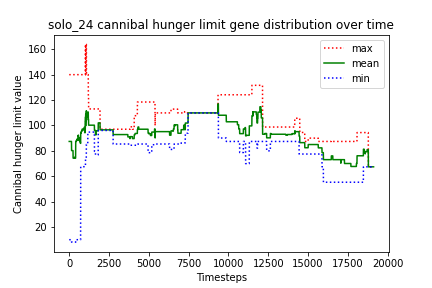 solo_24 cannibal hunger limit gene distribution over time
max
mean
min
Cannibal hunger limit value
160
140
120
100
80
60
40
20
0 2500 5000 7500 10000 12500 15000 17500 20000
Timesteps